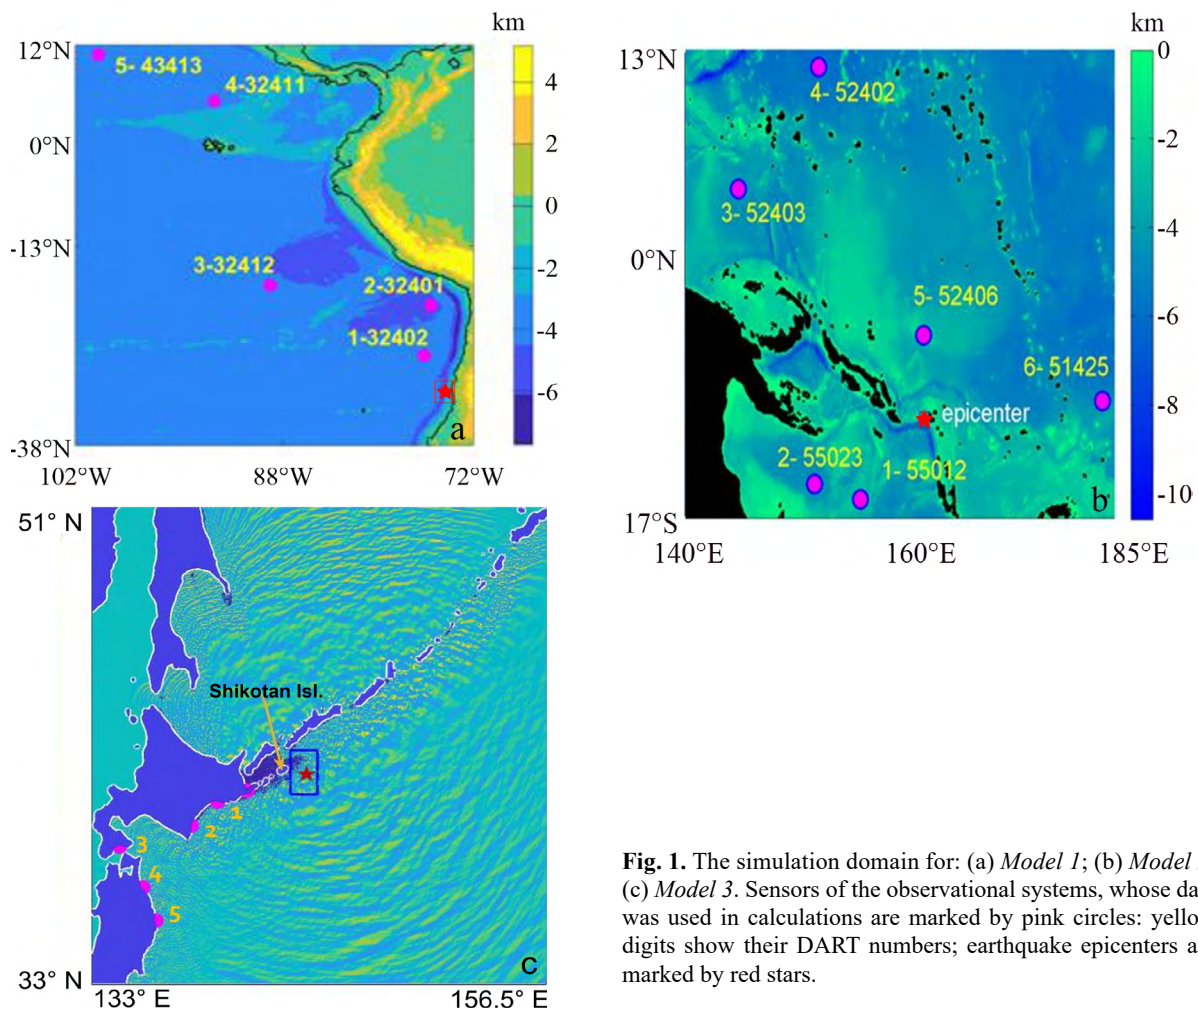 km
12°N
5- 43413
4-32411
4
0°N
2
0
-13°N
3-32412
-2
2-32401
1-32402
-4
-6
a
-38°N
102°W
88°W
72°W
km
13°N
0
4- 52402
-2
3- 52403
-4
0°N
5- 52406
-6
6- 51425
epicenter
-8
2- 55023
1- 55012
-10
b
17°S
140°E
160°E
185°E
51° N
Shikotan Isl.
1
2
3
4
5
C
33° N
133° E
156.5° E
Fig. 1. The simulation domain for: (a) Model 1; (b) Model
(c) Model 3. Sensors of the observational systems, whose da
was used in calculations are marked by pink circles: yello
digits show their DART numbers; earthquake epicenters a
marked by red stars.